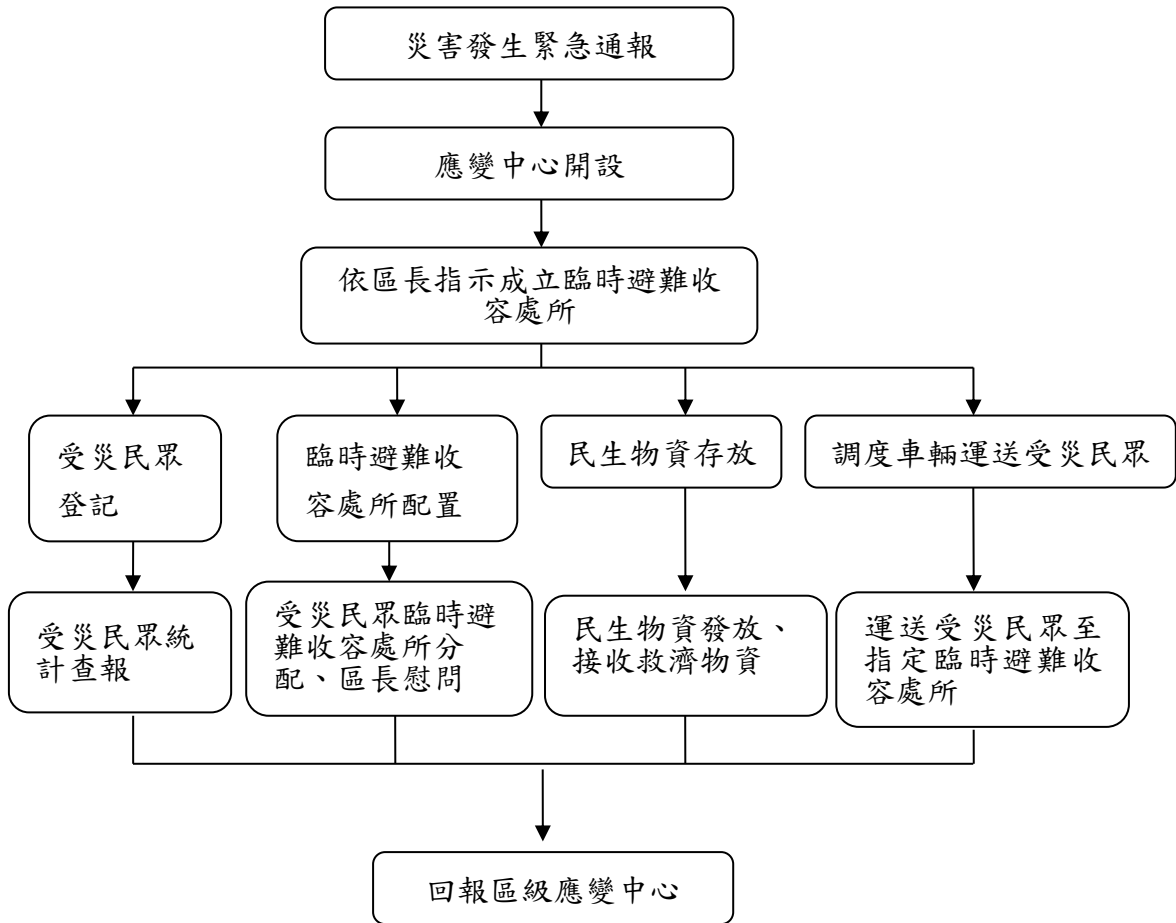 災害發生緊急通報
應變中心開設
依區長指示成立臨時避難收
容處所
受災民眾
登記
臨時避難收
容處所配置
民生物資存放
調度車輛運送受災民眾
受災民眾統
計查報
受災民眾臨時避
難收容處所分
配、區長慰問
民生物資發放、
接收救濟物資
運送受災民眾至
指定臨時避難收
容處所
回報區級應變中心